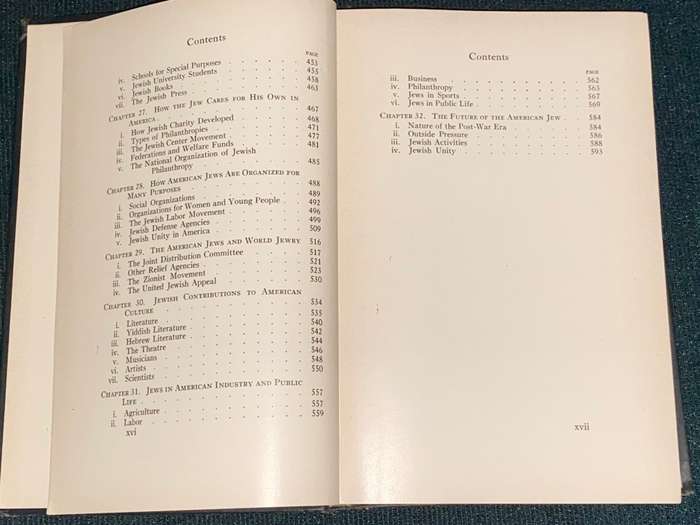 Contents
PAGE
iv. Schools for Special Purposes . . . . . . 453
v. Jewish University Students . . . . . . 455
vi. Jewish Books . . . . . . . . . 458
vii. The Jewish Press . . . . . . . . 463
CHAPTER 27. HOW THE JEW CARES FOR HIS OWN IN
AMERICA . . . . . . . . . 467
i. How Jewish Charity Developed . . . . . 468
ii. Types of Philanthropies . . . . . . . 471
iii. The Jewish Center Movement . . . . . . 477
iv. Federations and Welfare Funds . . . . . 481
v. The National Organization of Jewish
Philanthropy . . . . . . . . 485
CHAPTER 28. HOW AMERICAN JEWS ARE ORGANIZED FOR
MANY PURPOSES . . . . . . . . 488
i. Social Organizations . . . . . . . 489
ii. Organizations for Women and Young People . 492
iii. The Jewish Labor Movement . . . . . . 496
iv. Jewish Defense Agencies . . . . . . 499
v. Jewish Unity in America . . . . . . 509
CHAPTER 29. THE AMERICAN JEWS AND WORLD JEWRY 516
i. The Joint Distribution Committee . . . . 517
ii. Other Relief Agencies . . . . . . . 521
iii. The Zionist Movement . . . . . . . 523
iv. The United Jewish Appeal . . . . . . 530
CHAPTER 30. JEWISH CONTRIBUTIONS TO AMERICAN
CULTURE . . . . . . . . . 534
i. Literature . . . . . . . . . 535
ii. Yiddish Literature . . . . . . . . 540
iii. Hebrew Literature . . . . . . . . 542
iv. The Theatre . . . . . . . . . 544
v. Musicians . . . . . . . . . 546
vi. Artists . . . . . . . . . . 548
vii. Scientists . . . . . . . . . 550
CHAPTER 31. JEWS IN AMERICAN INDUSTRY AND PUBLIC
LIFE . . . . . . . . . . 557
i. Agriculture . . . . . . . . . 557
ii. Labor . . . . . . . . . . 559
xvi
Contents
PAGE
iii. Business . . . . . . . . . 562
iv. Philanthropy . . . . . . . . 563
v. Jews in Sports . . . . . . . . 567
vi. Jews in Public Life . . . . . . . 569
CHAPTER 32. THE FUTURE OF THE AMERICAN JEW . . 584
i. Nature of the Post-War Era . . . . . 584
ii. Outside Pressure . . . . . . . 586
iii. Jewish Activities . . . . . . . 588
iv. Jewish Unity . . . . . . . . 593
xvii